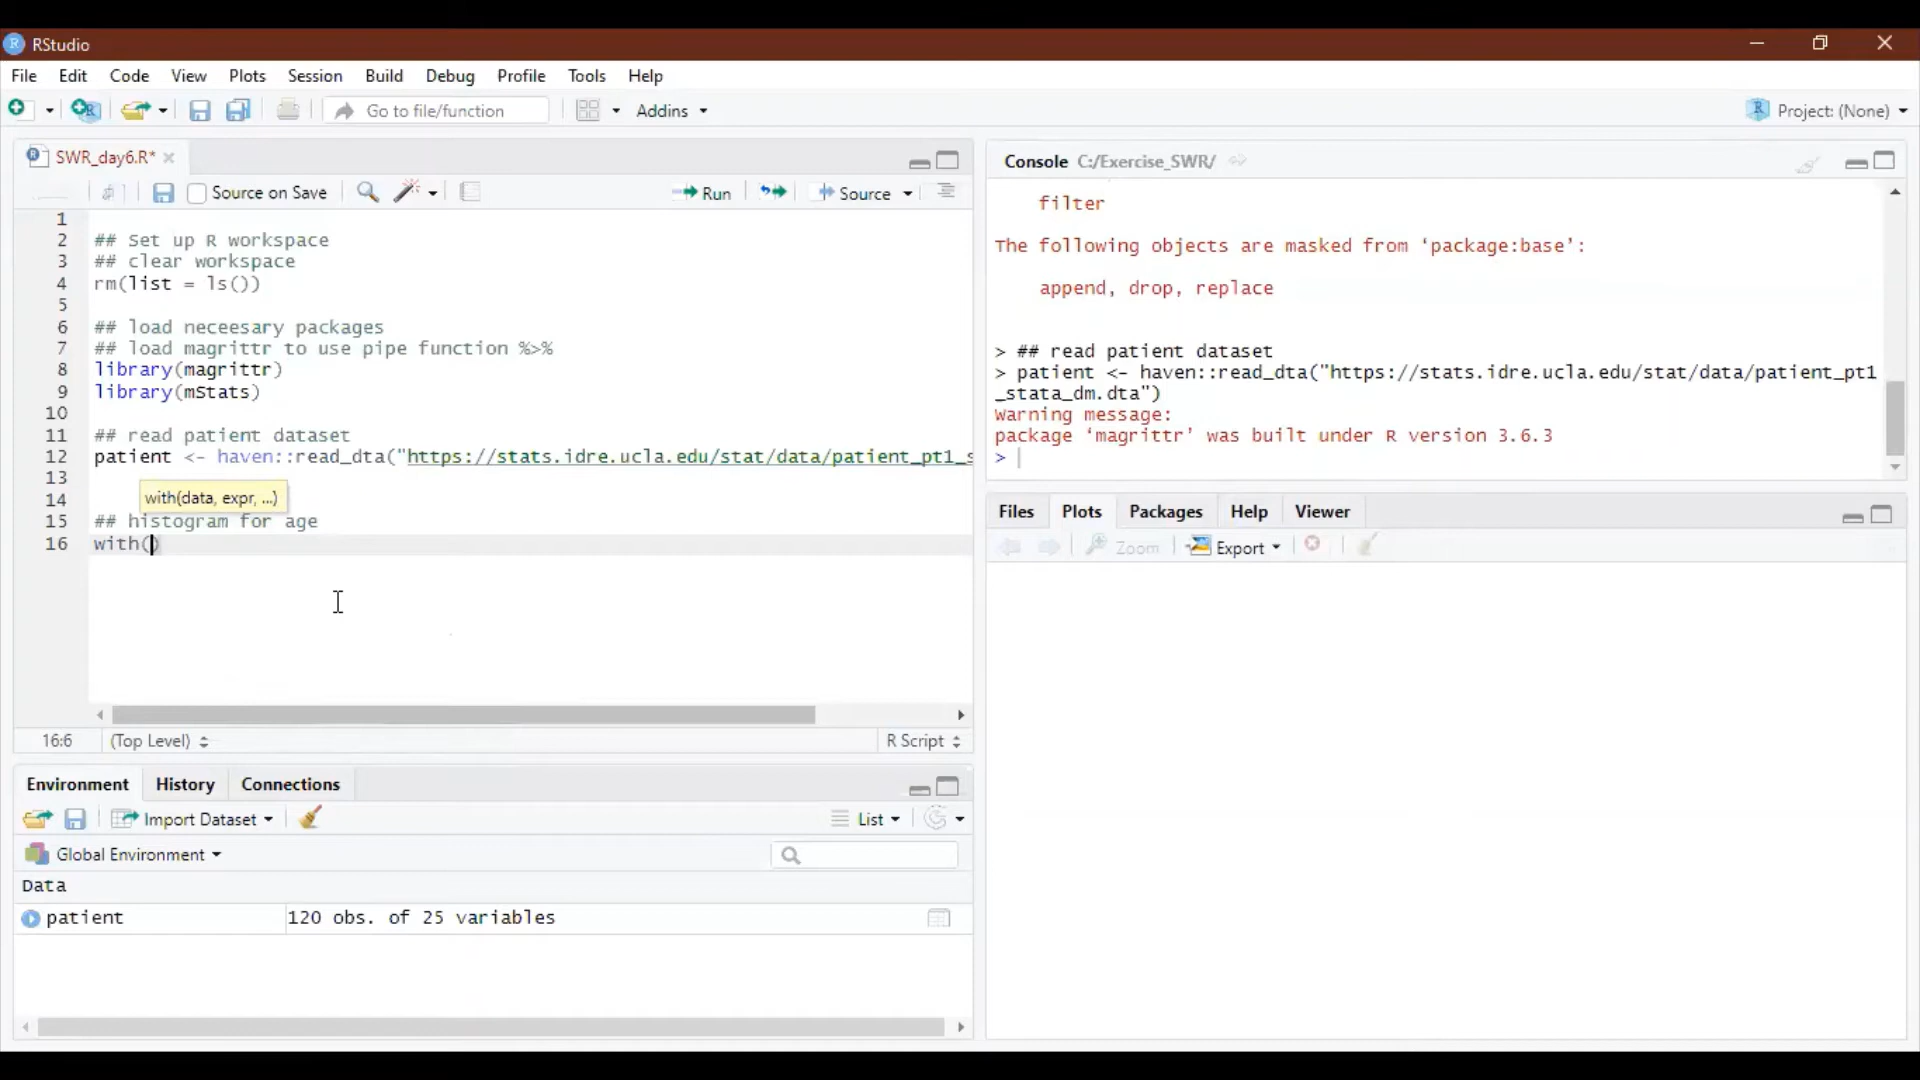 RStudio
File Edit Code View Plots Session Build Debug Profile Tools Help
Go to file/function Addins Project: (None)
SWR_day6.R*
Source on Save Run Source
1
2 ## Set up R workspace
3 ## clear workspace
4 rm(list = ls())
5
6 ## load neceesary packages
7 ## load magrittr to use pipe function %>%
8 library(magrittr)
9 library(mStats)
10
11 ## read patient dataset
12 patient <- haven::read_dta("https://stats.idre.ucla.edu/stat/data/patient_pt1_s
13
with(data, expr, ...)
14
15 ## histogram for age
16 with()
16:6 (Top Level) R Script
Environment History Connections
Import Dataset List
Global Environment
Data
patient 120 obs. of 25 variables
Console C:/Exercise_SWR/
filter
The following objects are masked from ‘package:base’:
append, drop, replace
> ## read patient dataset
> patient <- haven::read_dta("https://stats.idre.ucla.edu/stat/data/patient_pt1
_stata_dm.dta")
Warning message:
package ‘magrittr’ was built under R version 3.6.3
>
Files Plots Packages Help Viewer
Zoom Export